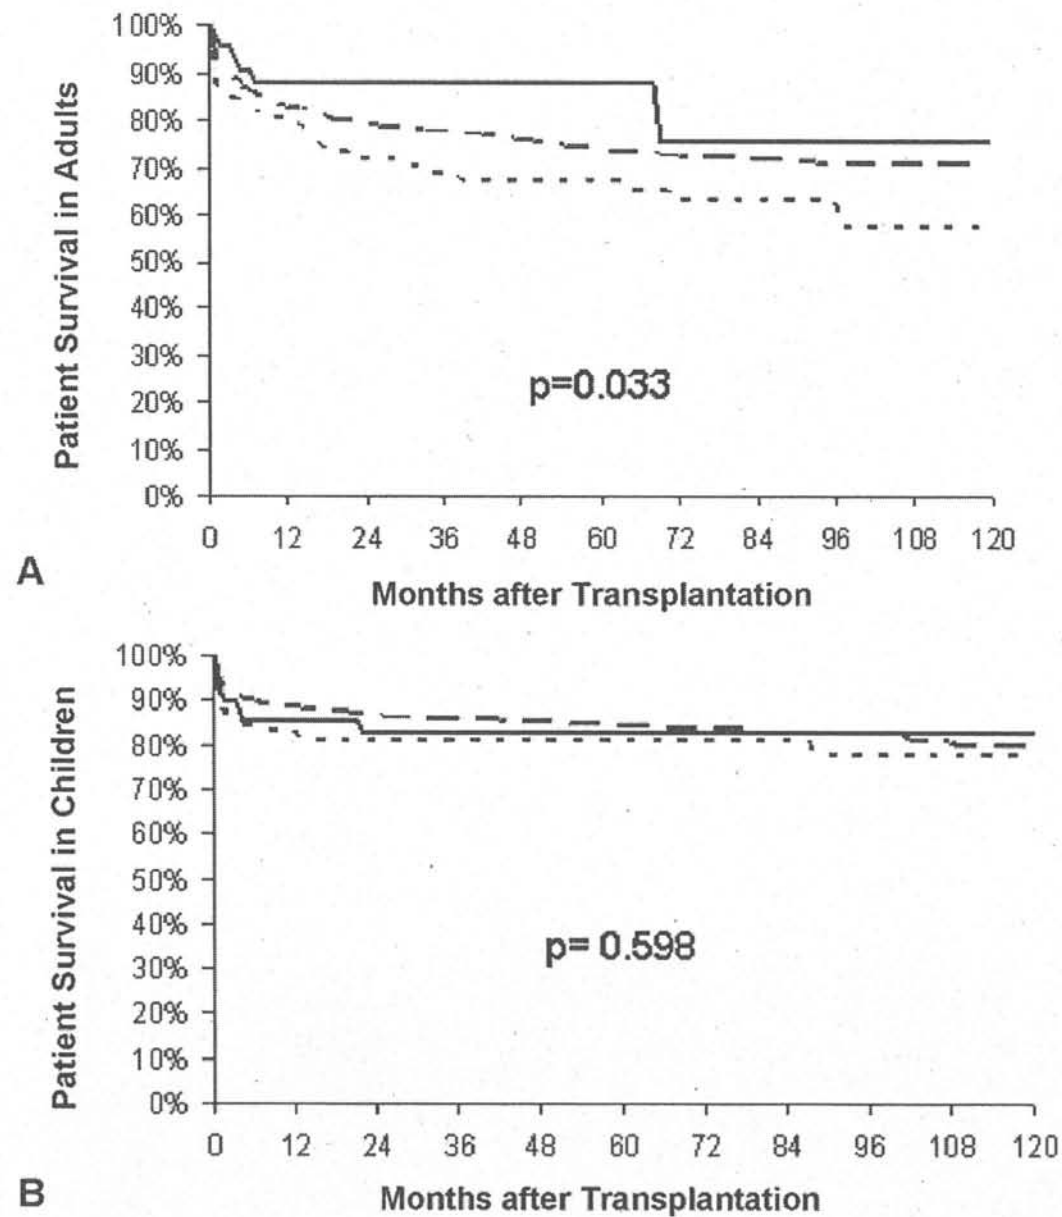 100%
90%
80%
70%
60%
50%
40%
30%
20%
10%
0%
Patient Survival in Adults
p=0.033
0 12 24 36 48 60 72 84 96 108 120
A
Months after Transplantation
100%
90%
80%
70%
60%
50%
40%
30%
20%
10%
0%
Patient Survival in Children
p= 0.598
0 12 24 36 48 60 72 84 96 108 120
B
Months after Transplantation